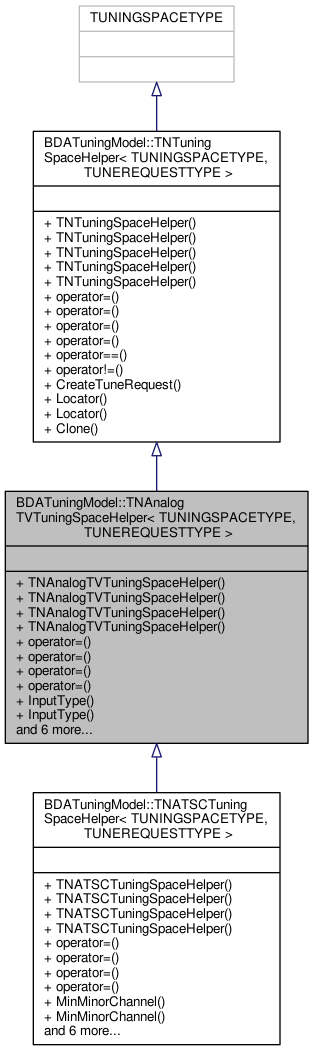 TUNINGSPACETYPE
BDATuningModel::TNTuning
SpaceHelper< TUNINGSPACETYPE,
TUNEREQUESTTYPE >
+ TNTuningSpaceHelper()
+ TNTuningSpaceHelper()
+ TNTuningSpaceHelper()
+ TNTuningSpaceHelper()
+ TNTuningSpaceHelper()
+ operator=()
+ operator=()
+ operator=()
+ operator=()
+ operator==()
+ operator!=()
+ CreateTuneRequest()
+ Locator()
+ Locator()
+ Clone()
BDATuningModel::TNAnalog
TVTuningSpaceHelper< TUNINGSPACETYPE,
TUNEREQUESTTYPE >
+ TNAnalogTVTuningSpaceHelper()
+ TNAnalogTVTuningSpaceHelper()
+ TNAnalogTVTuningSpaceHelper()
+ TNAnalogTVTuningSpaceHelper()
+ operator=()
+ operator=()
+ operator=()
+ operator=()
+ InputType()
+ InputType()
and 6 more...
BDATuningModel::TNATSCTuning
SpaceHelper< TUNINGSPACETYPE,
TUNEREQUESTTYPE >
+ TNATSCTuningSpaceHelper()
+ TNATSCTuningSpaceHelper()
+ TNATSCTuningSpaceHelper()
+ TNATSCTuningSpaceHelper()
+ operator=()
+ operator=()
+ operator=()
+ operator=()
+ MinMinorChannel()
+ MinMinorChannel()
and 6 more...